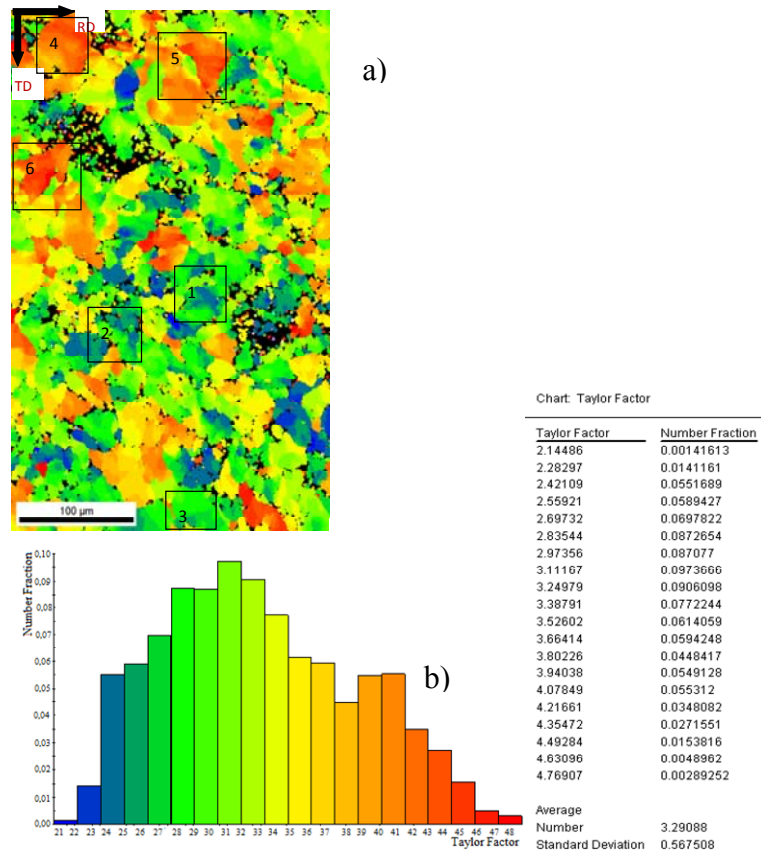 RD
4
5
a)
TD
6
1
2
3
100 µm
Chart: Taylor Factor
Taylor Factor Number Fraction
2.14486 0.00141613
2.28297 0.0141161
2.42109 0.0551689
2.55921 0.0589427
2.69732 0.0697822
2.83544 0.0872654
2.97356 0.087077
3.11167 0.0973666
3.24979 0.0906098
3.38791 0.0772244
3.52602 0.0614059
3.66414 0.0594248
3.80226 0.0448417
3.94038 0.0549128
4.07849 0.055312
4.21661 0.0348082
4.35472 0.0271551
4.49284 0.0153816
4.63096 0.0048962
4.76907 0.00289252
Average
Number 3.29088
Standard Deviation 0.567508
b)
Number Fraction
0,10
0,09
0,08
0,07
0,06
0,05
0,04
0,03
0,02
0,01
0,00
21 22 23 24 25 26 27 28 29 30 31 32 33 34 35 36 37 38 39 40 41 42 43 44 45 46 47 48
Taylor Factor